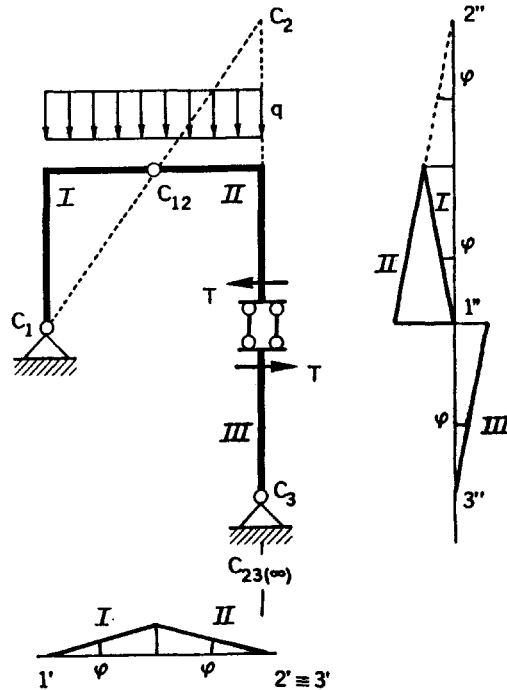 C₂
2"
φ
q
I
II
C₁₂
I
II
φ
T
C₁
1"
T
III
φ
III
C₃
3"
C₂₃(∞)
I
II
1'
φ
φ
2' ≡ 3'